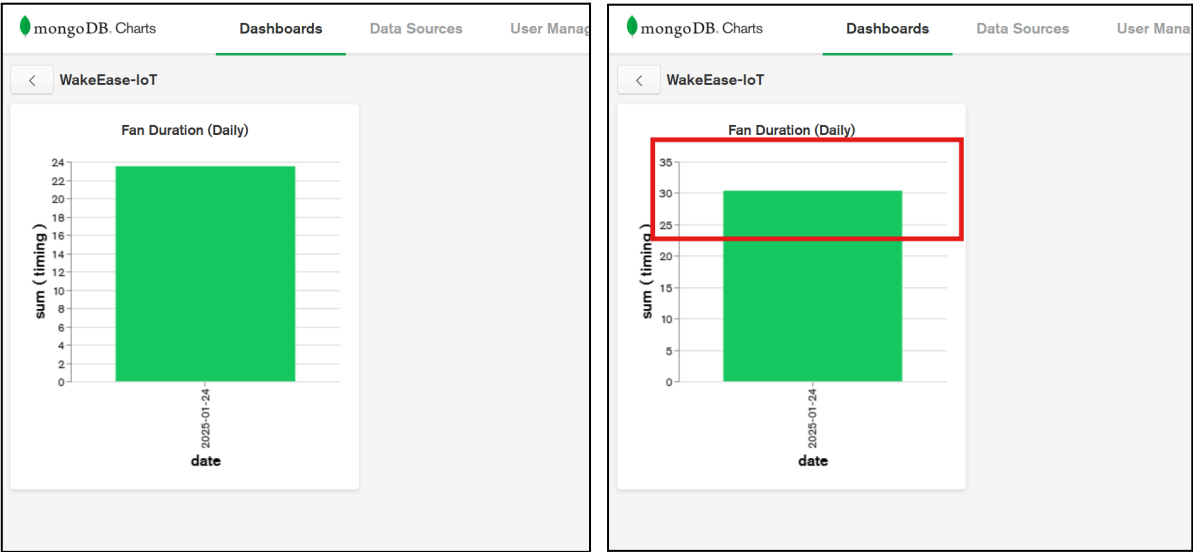 mongoDB. Charts Dashboards Data Sources User Manag
WakeEase-IoT
Fan Duration (Daily)
24
22
20
18
16
14
12
10
8
6
4
2
0
sum ( timing )
2025-01-24
date
mongoDB. Charts Dashboards Data Sources User Mana
WakeEase-IoT
Fan Duration (Daily)
35
30
25
20
15
10
5
0
sum ( timing )
2025-01-24
date